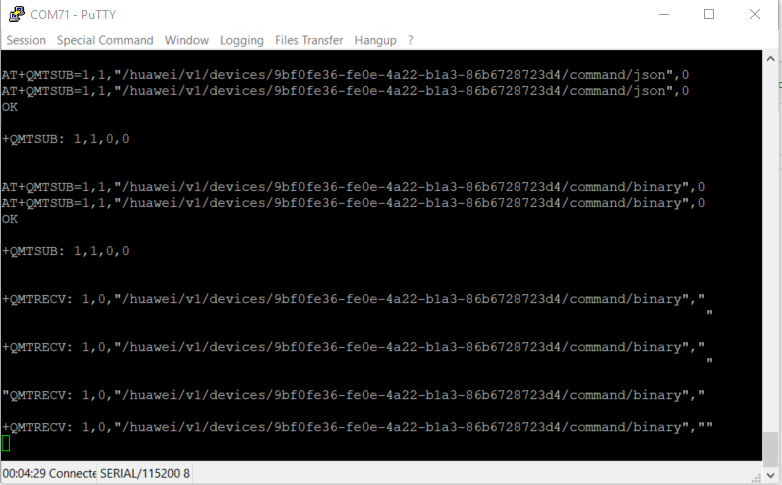 COM71 - PuTTY
Session Special Command Window Logging Files Transfer Hangup ?
AT+QMTSUB=1,1,"/huawei/v1/devices/9bf0fe36-fe0e-4a22-b1a3-86b6728723d4/command/json",0
AT+QMTSUB=1,1,"/huawei/v1/devices/9bf0fe36-fe0e-4a22-b1a3-86b6728723d4/command/json",0
OK
+QMTSUB: 1,1,0,0
AT+QMTSUB=1,1,"/huawei/v1/devices/9bf0fe36-fe0e-4a22-b1a3-86b6728723d4/command/binary",0
AT+QMTSUB=1,1,"/huawei/v1/devices/9bf0fe36-fe0e-4a22-b1a3-86b6728723d4/command/binary",0
OK
+QMTSUB: 1,1,0,0
+QMTRECV: 1,0,"/huawei/v1/devices/9bf0fe36-fe0e-4a22-b1a3-86b6728723d4/command/binary","
"
+QMTRECV: 1,0,"/huawei/v1/devices/9bf0fe36-fe0e-4a22-b1a3-86b6728723d4/command/binary","
"
"QMTRECV: 1,0,"/huawei/v1/devices/9bf0fe36-fe0e-4a22-b1a3-86b6728723d4/command/binary","
+QMTRECV: 1,0,"/huawei/v1/devices/9bf0fe36-fe0e-4a22-b1a3-86b6728723d4/command/binary",""
00:04:29 Connecte SERIAL/115200 8